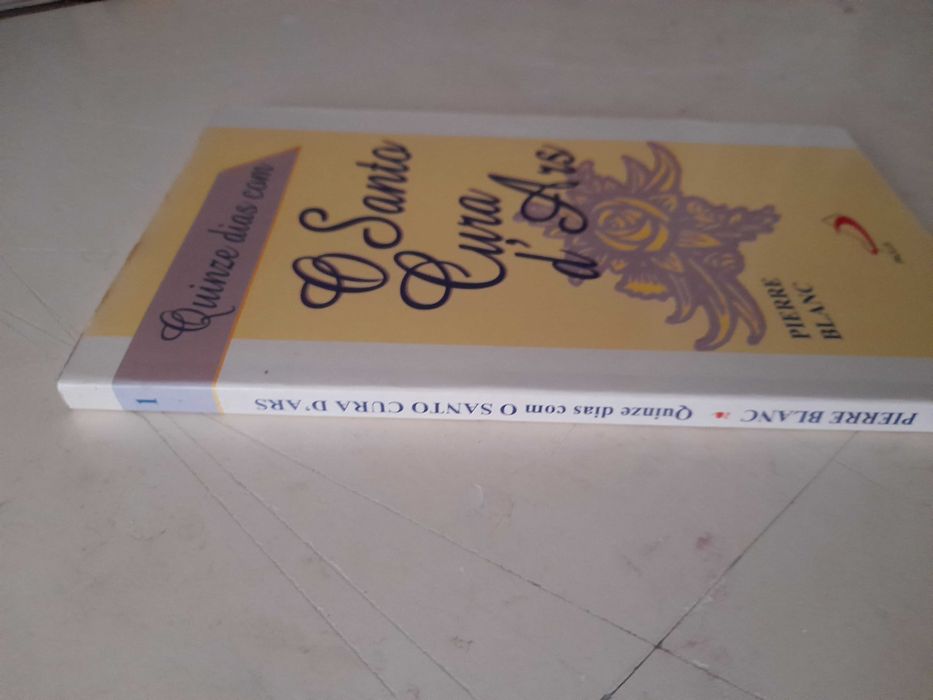 Quinze dias com
O Santo
Cura
d'Ars
PIERRE
BLANC
PIERRE BLANC Quinze dias com O SANTO CURA D'ARS 1